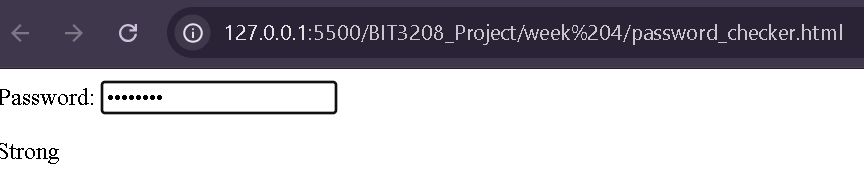 127.0.0.1:5500/BIT3208_Project/week%204/password_checker.html
Password: ••••••••
Strong